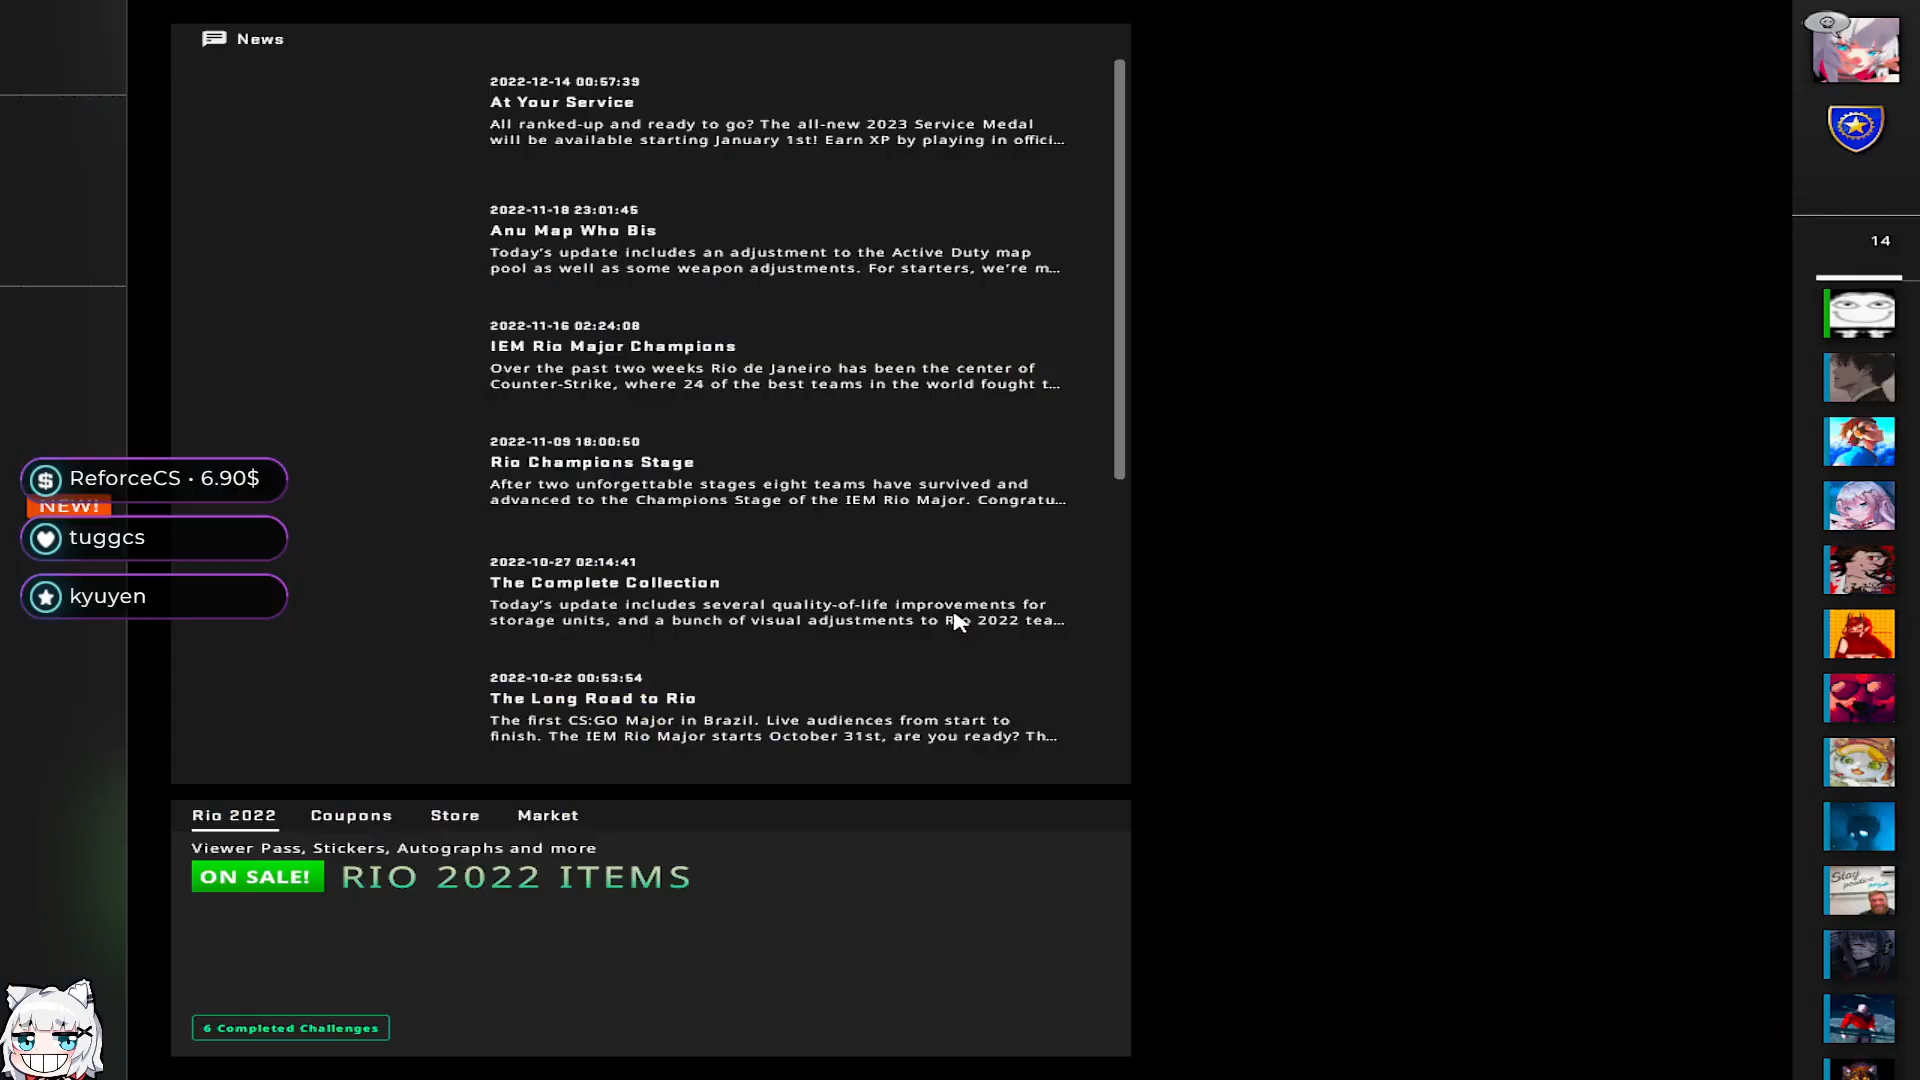 News
2022-12-14 00:57:39
At Your Service
All ranked-up and ready to go? The all-new 2023 Service Medal
will be available starting January 1st! Earn XP by playing in offici...
2022-11-18 23:01:45
Anu Map Who Bis
Today's update includes an adjustment to the Active Duty map
pool as well as some weapon adjustments. For starters, we're m...
2022-11-16 02:24:08
IEM Rio Major Champions
Over the past two weeks Rio de Janeiro has been the center of
Counter-Strike, where 24 of the best teams in the world fought t...
2022-11-09 18:00:50
Rio Champions Stage
After two unforgettable stages eight teams have survived and
advanced to the Champions Stage of the IEM Rio Major. Congratu...
2022-10-27 02:14:41
The Complete Collection
Today's update includes several quality-of-life improvements for
storage units, and a bunch of visual adjustments to Rio 2022 tea...
2022-10-22 00:53:54
The Long Road to Rio
The first CS:GO Major in Brazil. Live audiences from start to
finish. The IEM Rio Major starts October 31st, are you ready? Th...
ReforceCS • 6.90$
NEW!
tuggcs
kyuyen
Rio 2022 Coupons Store Market
Viewer Pass, Stickers, Autographs and more
ON SALE! RIO 2022 ITEMS
6 Completed Challenges
14
Stay
positive